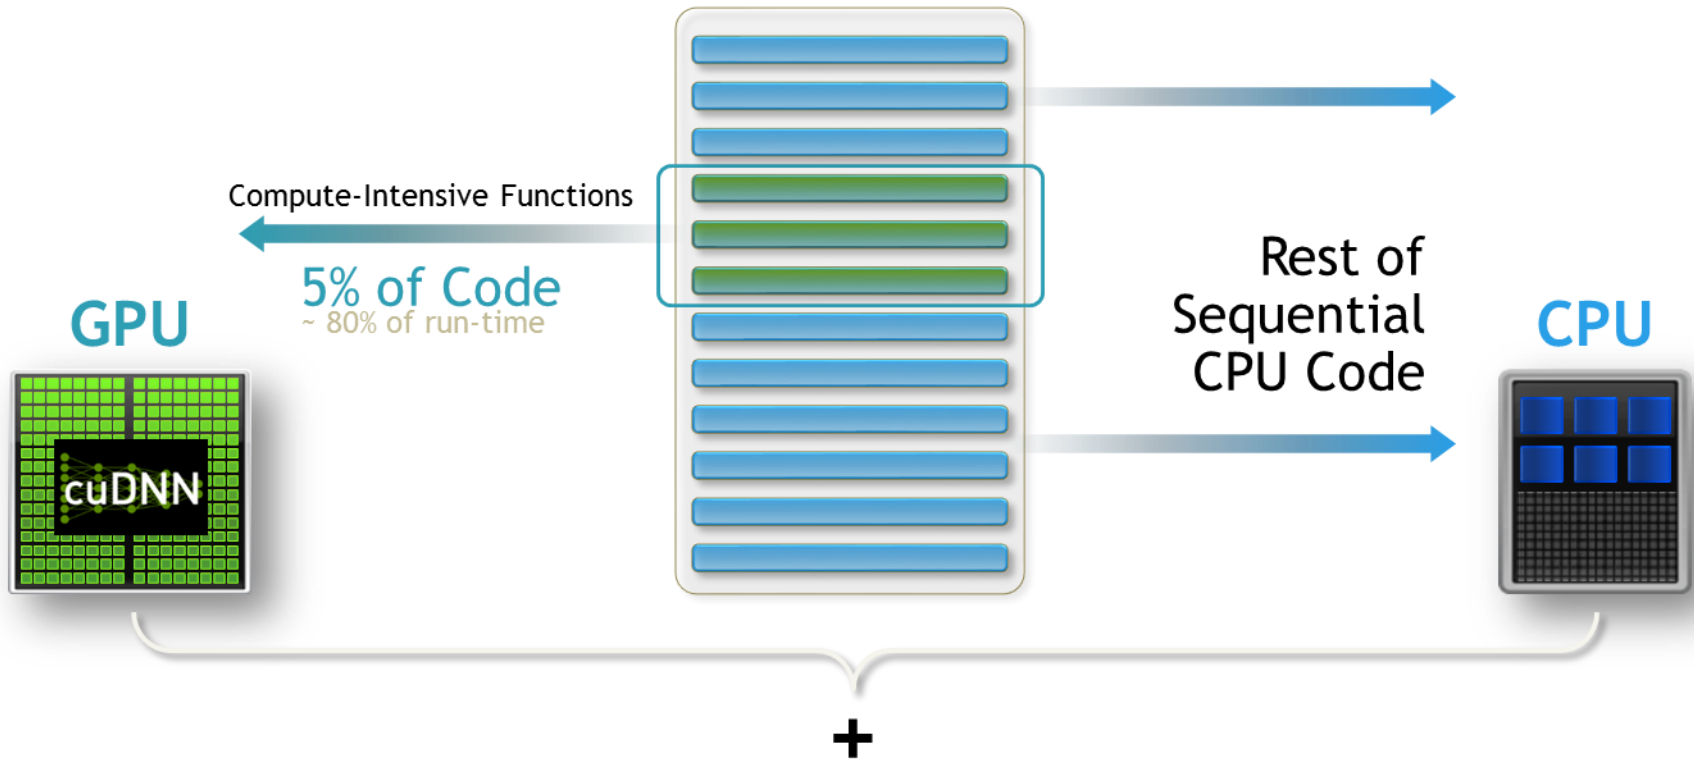 Compute-Intensive Functions
5% of Code
~ 80% of run-time
GPU
cuDNN
Rest of
Sequential
CPU Code
CPU
+